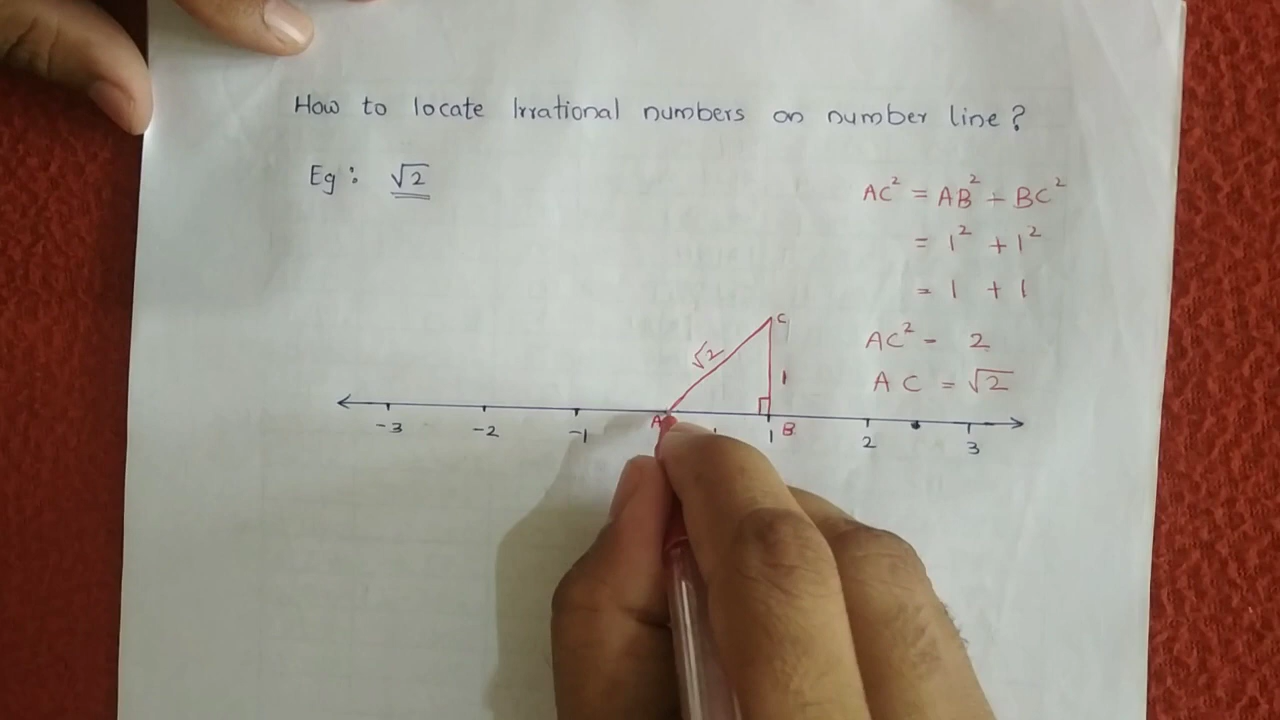 How to locate Irrational numbers on number line?
Eg: √2
AC² = AB² + BC²
= 1² + 1²
= 1 + 1
AC² - 2
AC = √2
C
√2
1
A B
-3 -2 -1 1 2 3